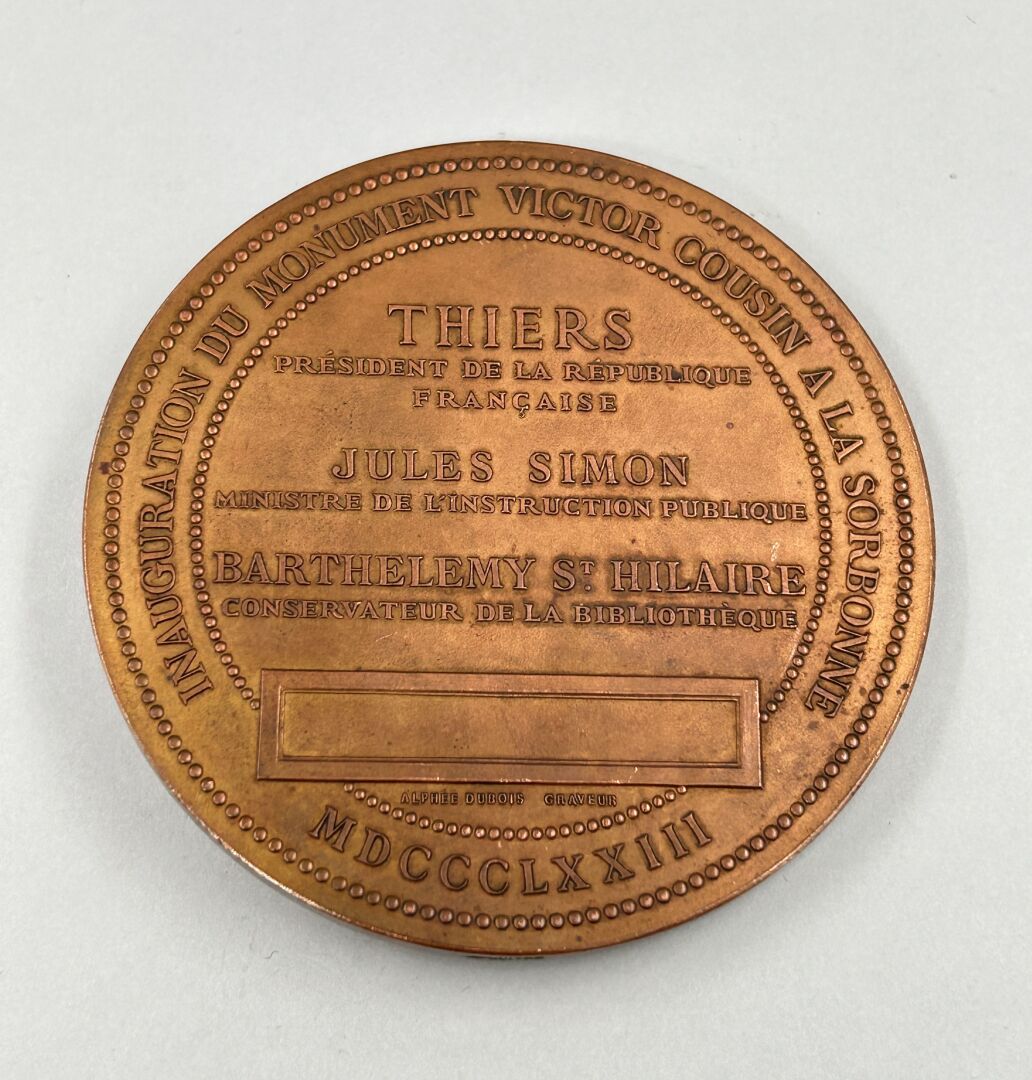 INAUGURATION DU MONUMENT VICTOR COUSIN A LA SORBONNE
THIERS
PRÉSIDENT DE LA RÉPUBLIQUE
FRANÇAISE
JULES SIMON
MINISTRE DE L'INSTRUCTION PUBLIQUE
BARTHELEMY ST. HILAIRE
CONSERVATEUR DE LA BIBLIOTHÈQUE
ALPHÉE DUBOIS GRAVEUR
MDCCCLXXIII